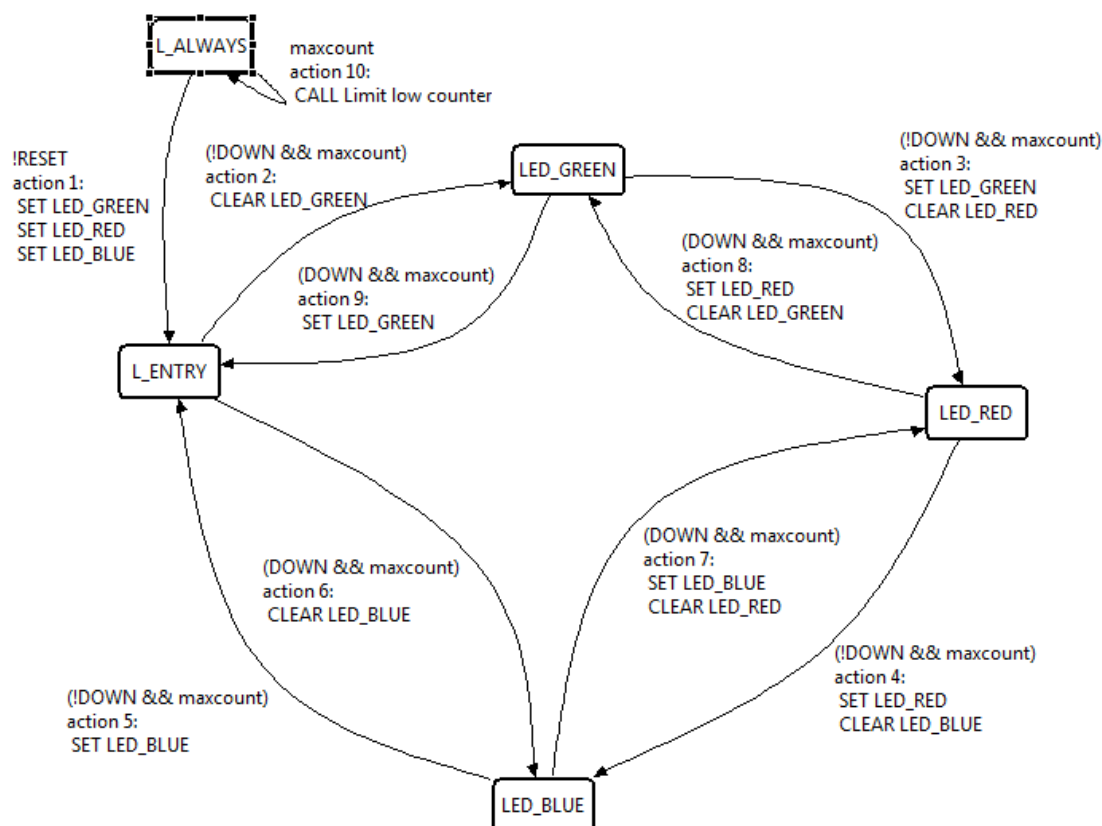 L_ALWAYS
maxcount
action 10:
CALL Limit low counter
!RESET
action 1:
SET LED_GREEN
SET LED_RED
SET LED_BLUE
(!DOWN && maxcount)
action 2:
CLEAR LED_GREEN
LED_GREEN
(!DOWN && maxcount)
action 3:
SET LED_GREEN
CLEAR LED_RED
(DOWN && maxcount)
action 9:
SET LED_GREEN
(DOWN && maxcount)
action 8:
SET LED_RED
CLEAR LED_GREEN
L_ENTRY
LED_RED
(DOWN && maxcount)
action 6:
CLEAR LED_BLUE
(DOWN && maxcount)
action 7:
SET LED_BLUE
CLEAR LED_RED
(!DOWN && maxcount)
action 5:
SET LED_BLUE
(!DOWN && maxcount)
action 4:
SET LED_RED
CLEAR LED_BLUE
LED_BLUE